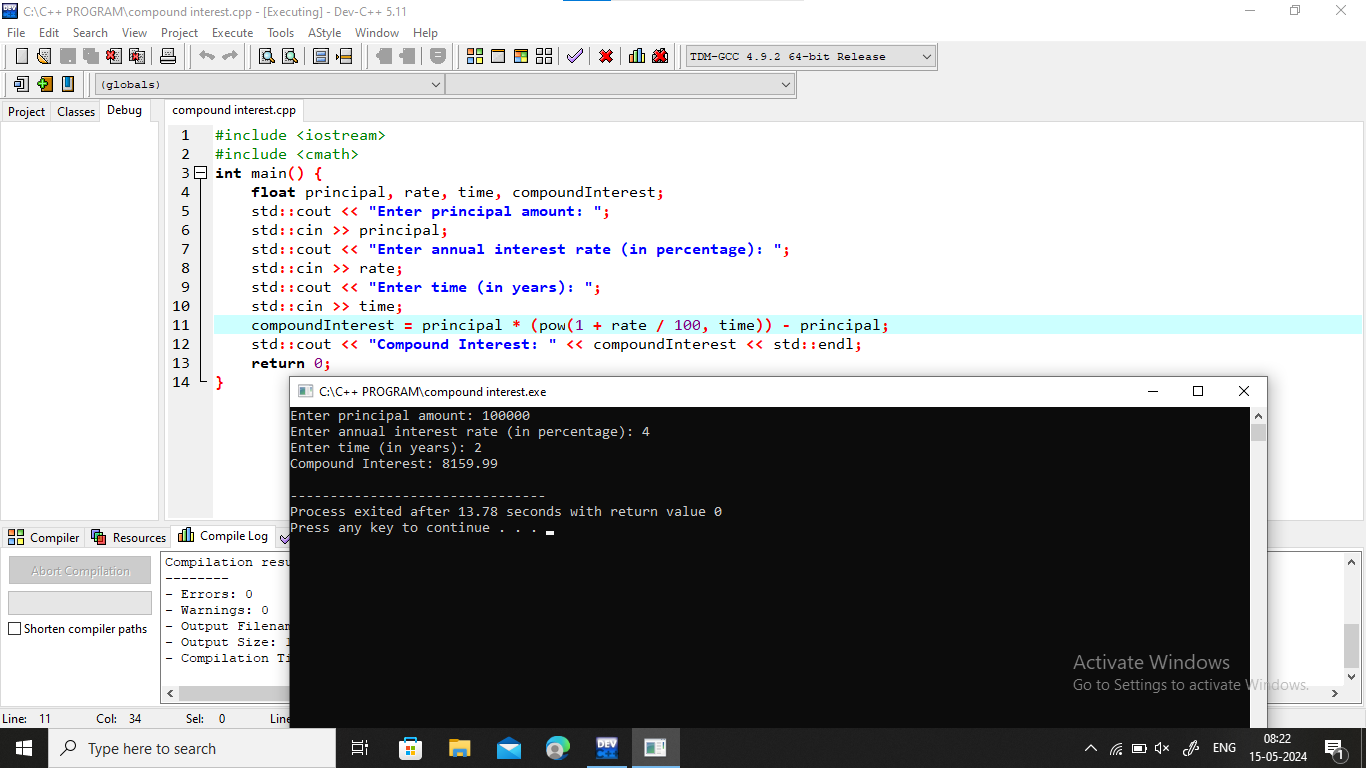 C:\C++ PROGRAM\compound interest.cpp - [Executing] - Dev-C++ 5.11
File Edit Search View Project Execute Tools AStyle Window Help
TDM-GCC 4.9.2 64-bit Release
(globals)
Project Classes Debug
compound interest.cpp
1 #include <iostream>
2 #include <cmath>
3 int main() {
4 float principal, rate, time, compoundInterest;
5 std::cout << "Enter principal amount: ";
6 std::cin >> principal;
7 std::cout << "Enter annual interest rate (in percentage): ";
8 std::cin >> rate;
9 std::cout << "Enter time (in years): ";
10 std::cin >> time;
11 compoundInterest = principal * (pow(1 + rate / 100, time)) - principal;
12 std::cout << "Compound Interest: " << compoundInterest << std::endl;
13 return 0;
14 }
C:\C++ PROGRAM\compound interest.exe
Enter principal amount: 100000
Enter annual interest rate (in percentage): 4
Enter time (in years): 2
Compound Interest: 8159.99
--------------------------------
Process exited after 13.78 seconds with return value 0
Press any key to continue . . .
Compiler Resources Compile Log
Abort Compilation
Shorten compiler paths
Compilation
--------
- Errors: 0
- Warnings: 0
- Output
- Output Size:
- Compilation
Activate Windows
Go to Settings to activate Windows.
Line: 11 Col: 34 Sel: 0
Type here to search
DEV
ENG
08:22
15-05-2024
1